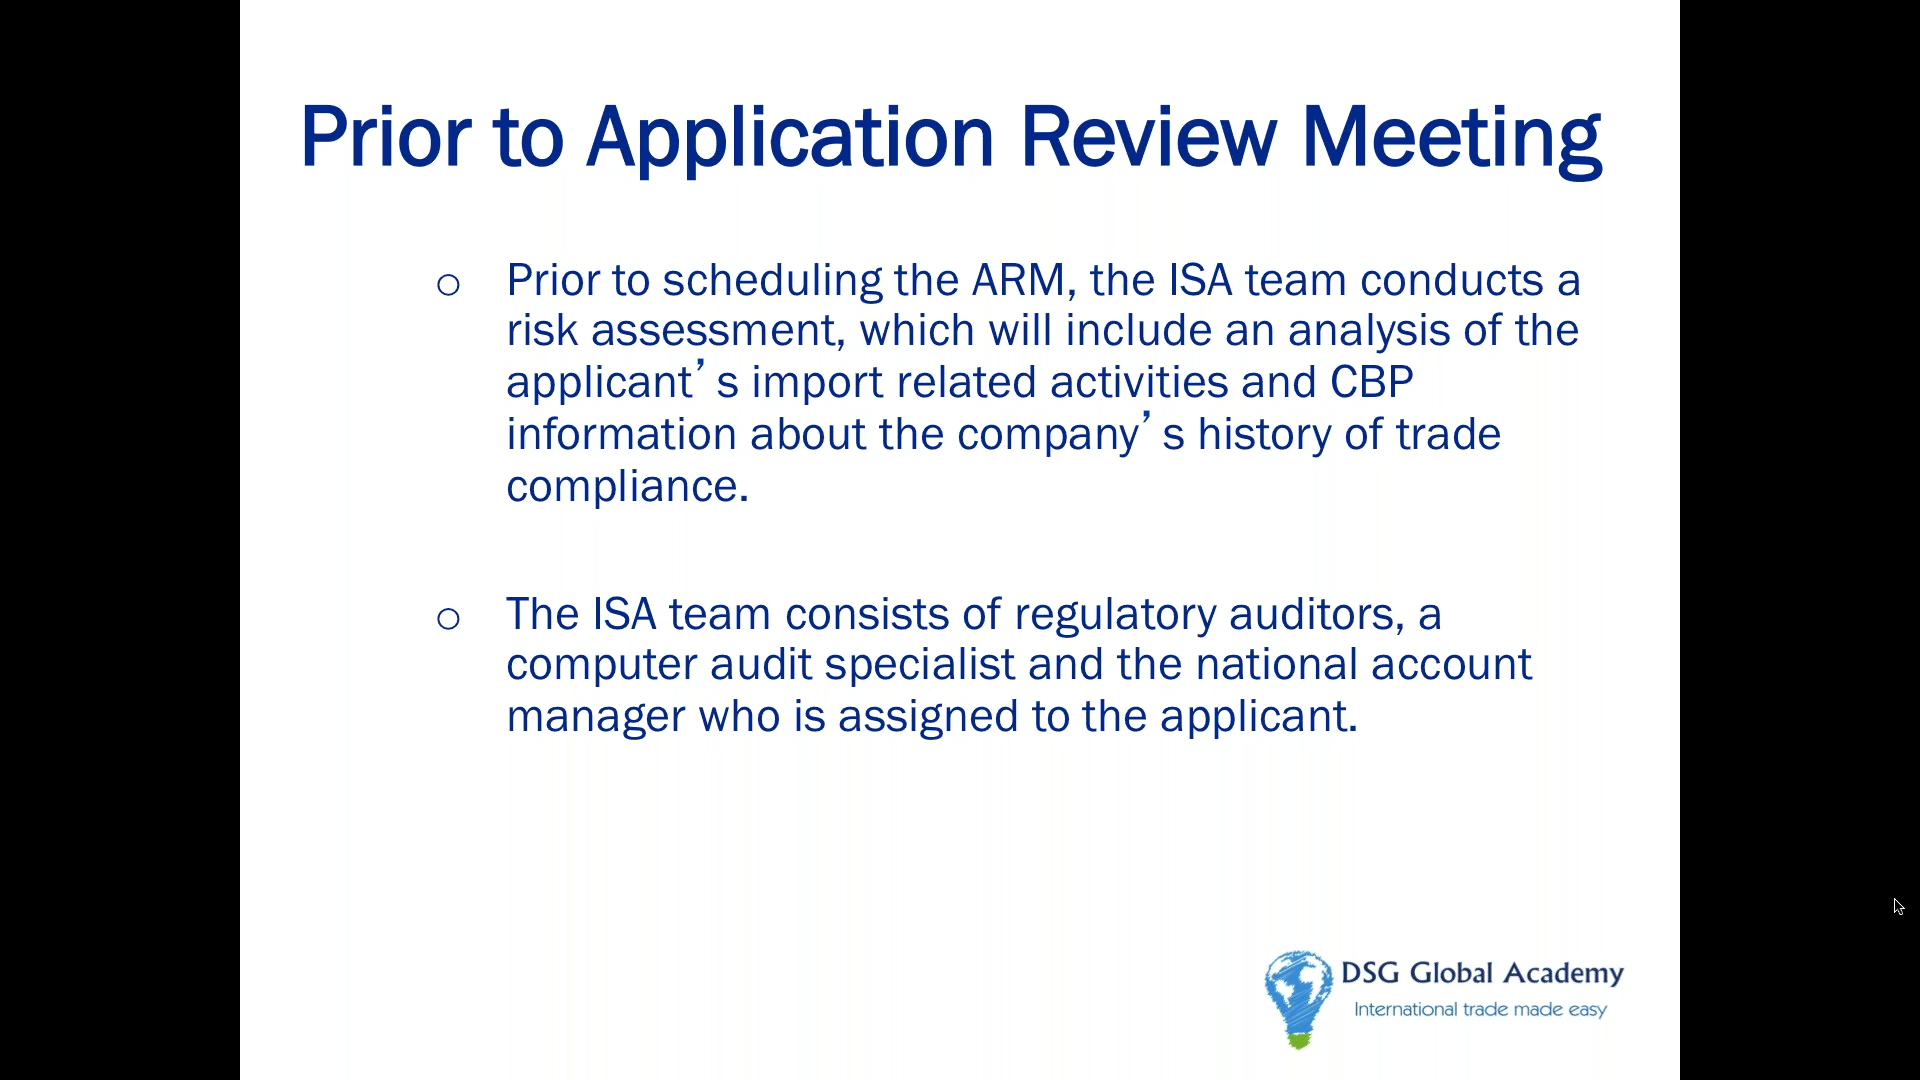 Prior to Application Review Meeting
○ Prior to scheduling the ARM, the ISA team conducts a
risk assessment, which will include an analysis of the
applicant’s import related activities and CBP
information about the company’s history of trade
compliance.
○ The ISA team consists of regulatory auditors, a
computer audit specialist and the national account
manager who is assigned to the applicant.
DSG Global Academy
International trade made easy